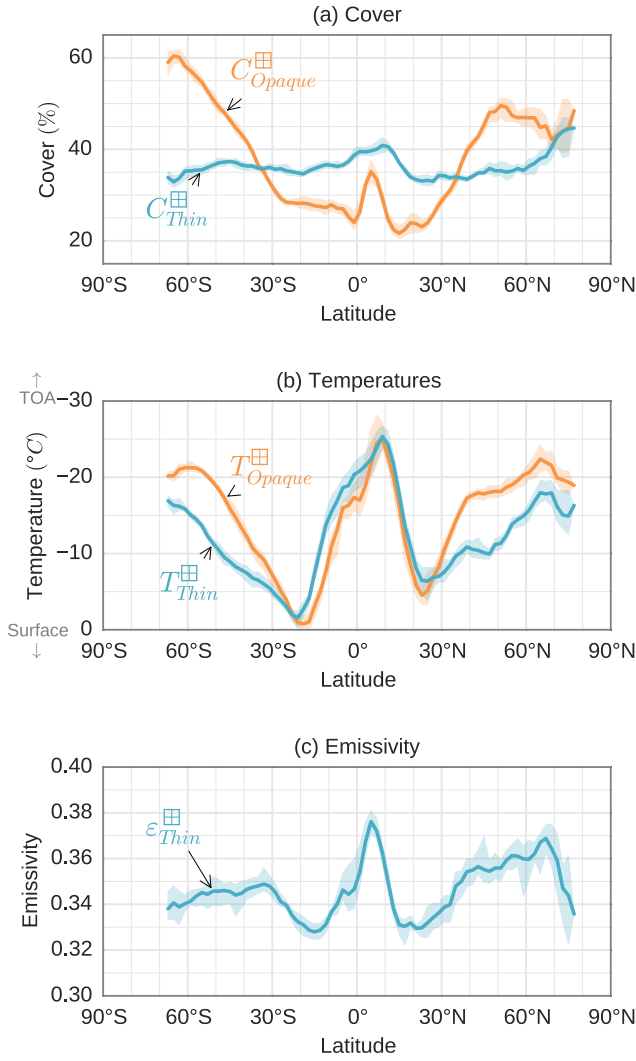 (a) Cover
60
40
20
Cover (%)
C⊞Opaque
C⊞Thin
90°S 60°S 30°S 0° 30°N 60°N 90°N
Latitude
(b) Temperatures
↑
TOA
−30
−20
−10
0
Temperature (°C)
T⊞Opaque
T⊞Thin
Surface
↓
90°S 60°S 30°S 0° 30°N 60°N 90°N
Latitude
(c) Emissivity
0.40
0.38
0.36
0.34
0.32
0.30
Emissivity
ε⊞Thin
90°S 60°S 30°S 0° 30°N 60°N 90°N
Latitude